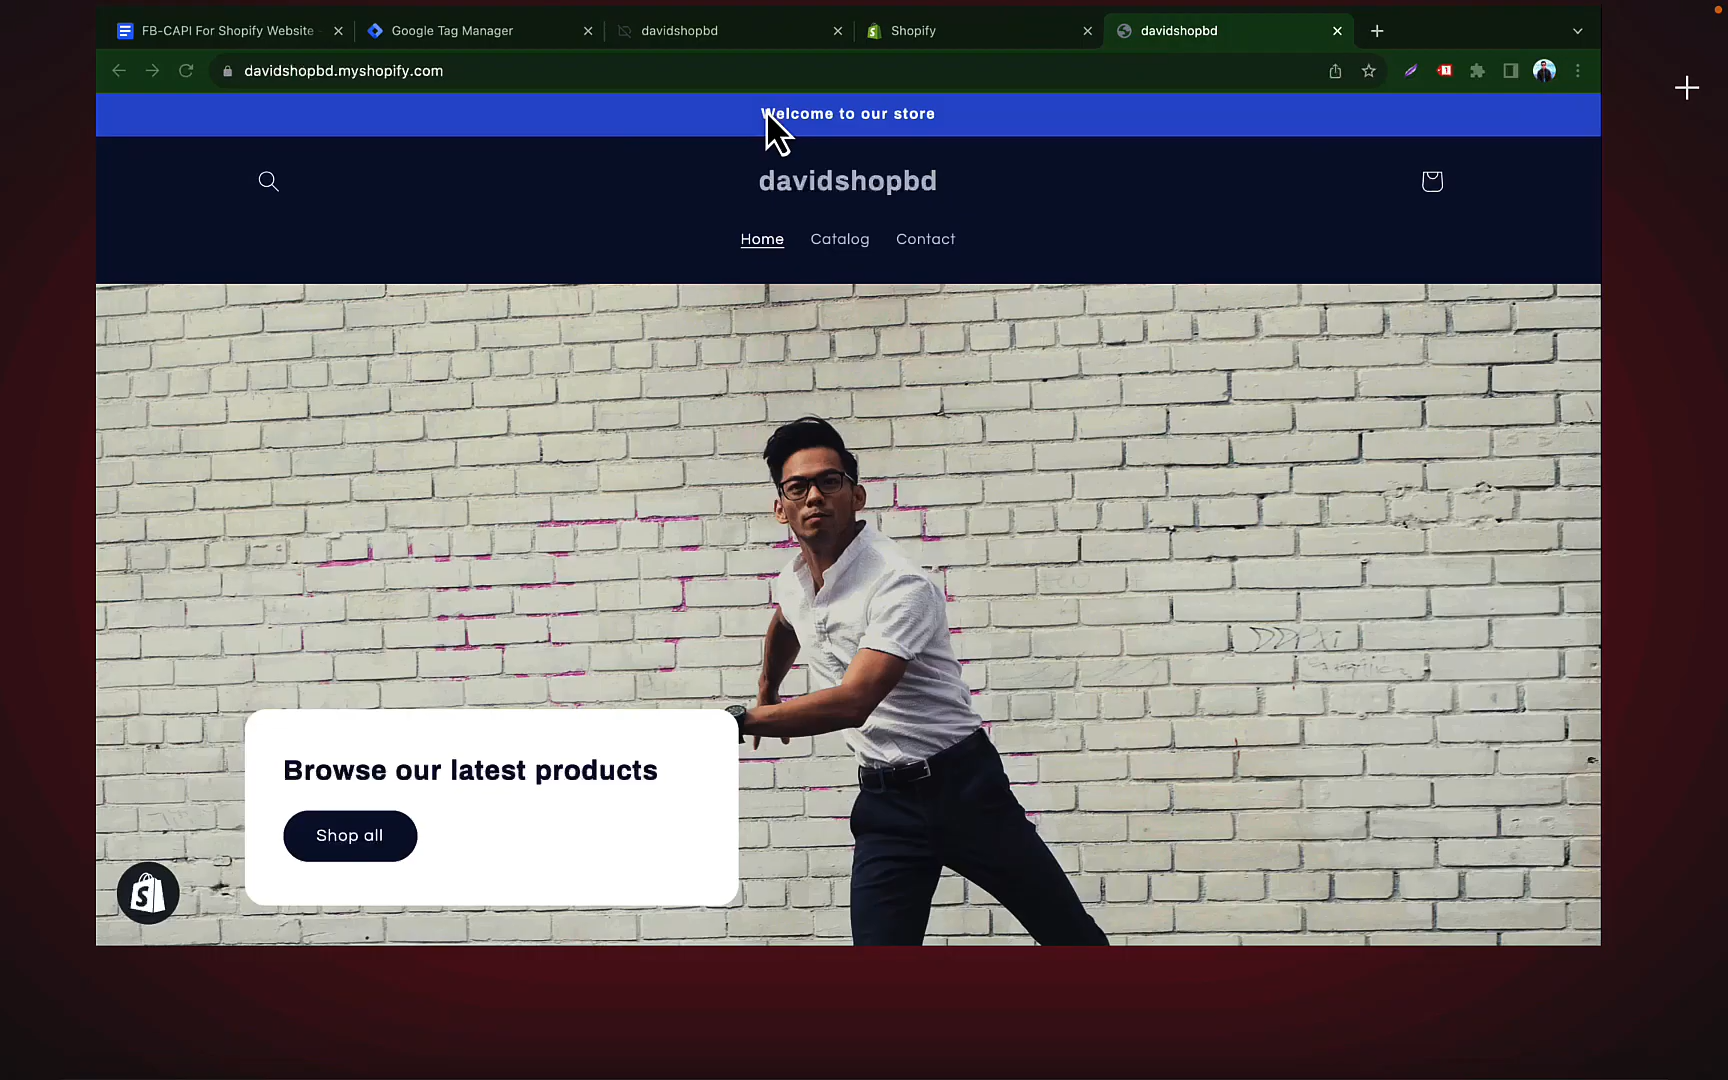 FB-CAPI For Shopify Website
Google Tag Manager
davidshopbd
Shopify
davidshopbd
davidshopbd.myshopify.com
Welcome to our store
davidshopbd
Home Catalog Contact
Browse our latest products
Shop all